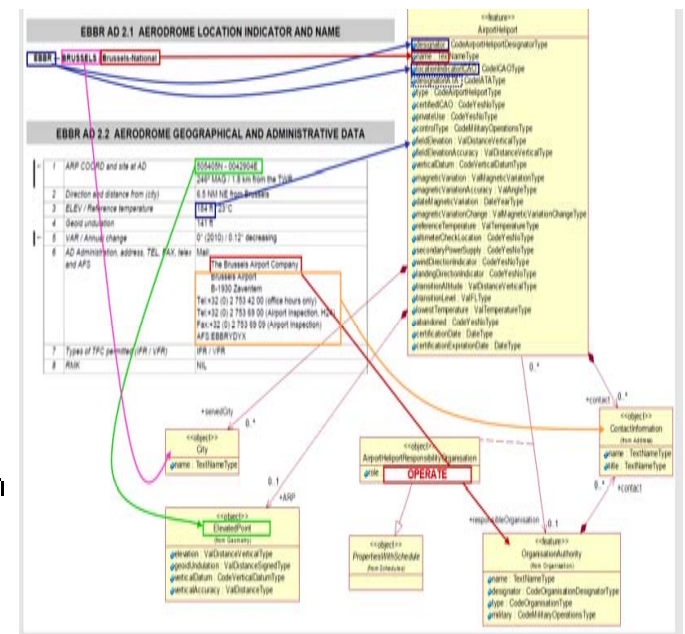 EBBR AD 2.1 AERODROME LOCATION INDICATOR AND NAME
EBBR - BRUSSELS / Brussels-National
EBBR AD 2.2 AERODROME GEOGRAPHICAL AND ADMINISTRATIVE DATA
1 ARP COORD and site at AD 505405N - 0042904E
246° MAG / 1.8 km from the TWR
2 Direction and distance from (city) 6.5 NM NE from Brussels
3 ELEV / Reference temperature 184 ft / 23°C
4 Geoid undulation 141 ft
5 VAR / Annual change 0° (2010) / 0.12° decreasing
6 AD Administration, address, TEL, FAX, telex and AFS Mail:
The Brussels Airport Company
Brussels Airport
B-1930 Zaventem
Tel:+32 (0) 2 753 42 00 (office hours only)
Tel:+32 (0) 2 753 69 00 (Airport Inspection, H24)
Fax:+32 (0) 2 753 69 09 (Airport Inspection)
AFS:EBBRYDYX
7 Types of TFC permitted (IFR / VFR) IFR / VFR
8 RMK NIL
<<feature>>
AirportHeliport
designator : CodeAirportHeliportDesignatorType
name : TextNameType
locationIndicatorICAO : CodeICAOType
designatorIATA : CodeIATAType
type : CodeAirportHeliportType
certifiedICAO : CodeYesNoType
privateUse : CodeYesNoType
controlType : CodeMilitaryOperationsType
fieldElevation : ValDistanceVerticalType
fieldElevationAccuracy : ValDistanceVerticalType
verticalDatum : CodeVerticalDatumType
magneticVariation : ValMagneticVariationType
magneticVariationAccuracy : ValAngleType
dateMagneticVariation : DateYearType
magneticVariationChange : ValMagneticVariationChangeType
referenceTemperature : ValTemperatureType
altimeterCheckLocation : CodeYesNoType
secondaryPowerSupply : CodeYesNoType
windDirectionIndicator : CodeYesNoType
landingDirectionIndicator : CodeYesNoType
transitionAltitude : ValDistanceVerticalType
transitionLevel : ValFLType
lowestTemperature : ValTemperatureType
abandoned : CodeYesNoType
certificationDate : DateType
certificationExpirationDate : DateType
0..*
+contact 0..*
<<object>>
ContactInformation
(from Address)
name : TextNameType
title : TextNameType
0..* +contact
+servedCity
0..*
<<object>>
City
name : TextNameType
<<object>>
AirportHeliportResponsibilityOrganisation
role
OPERATE
0..1
+ARP
<<object>>
ElevatedPoint
(from Geometry)
elevation : ValDistanceVerticalType
geoidUndulation : ValDistanceSignedType
verticalDatum : CodeVerticalDatumType
verticalAccuracy : ValDistanceType
<<object>>
PropertiesWithSchedule
(from Schedules)
+responsibleOrganisation 0..1
<<feature>>
OrganisationAuthority
(from Organisation)
name : TextNameType
designator : CodeOrganisationDesignatorType
type : CodeOrganisationType
military : CodeMilitaryOperationsType